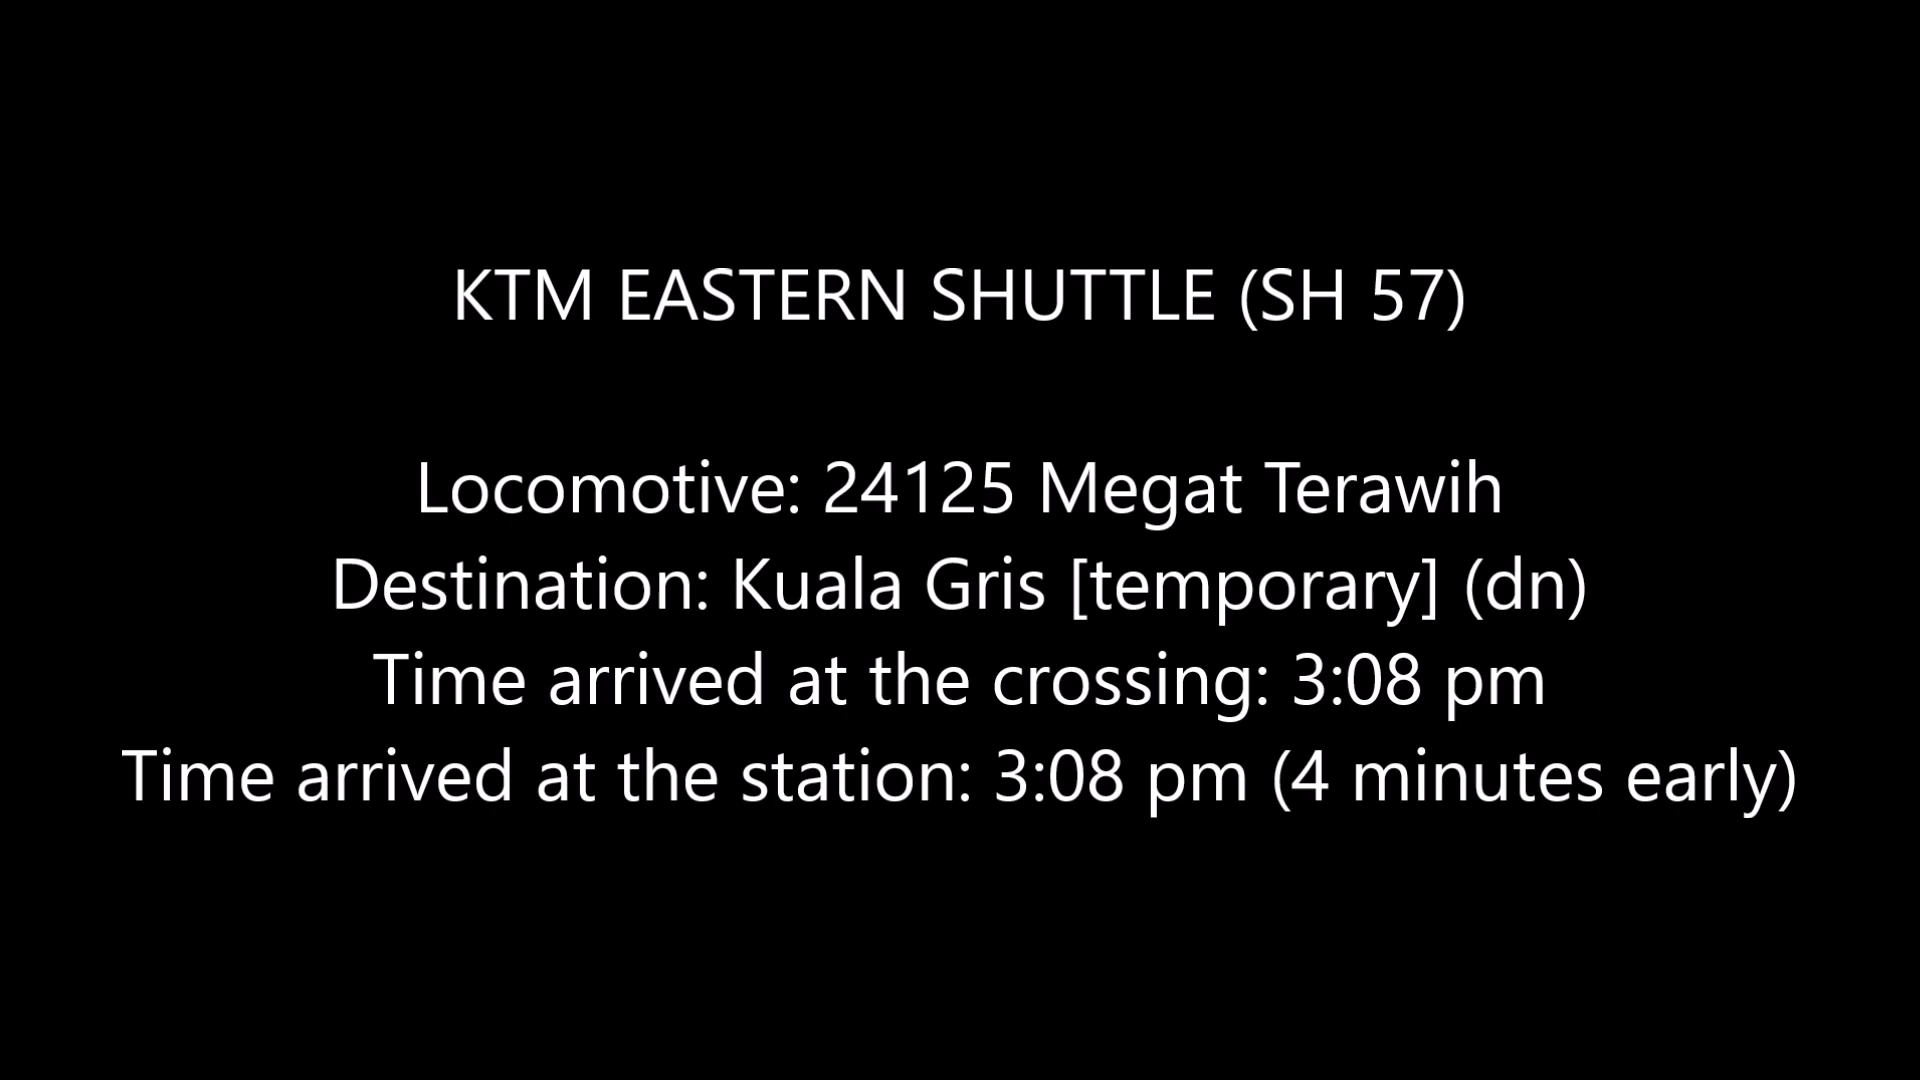 KTM EASTERN SHUTTLE (SH 57)
Locomotive: 24125 Megat Terawih
Destination: Kuala Gris [temporary] (dn)
Time arrived at the crossing: 3:08 pm
Time arrived at the station: 3:08 pm (4 minutes early)